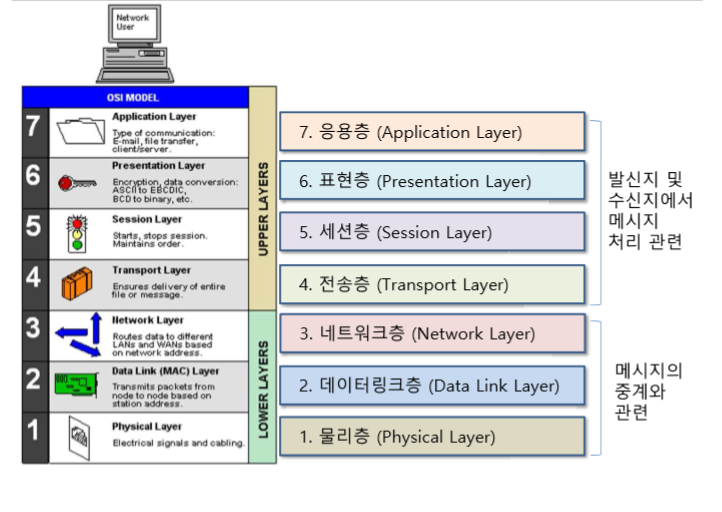 Network
User
OSI MODEL
7
Application Layer
Type of communication:
E-mail, file transfer,
client/server.
6
Presentation Layer
Encryption, data conversion:
ASCII to EBCDIC,
BCD to binary, etc.
5
Session Layer
Starts, stops session.
Maintains order.
4
Transport Layer
Ensures delivery of entire
file or message.
3
Network Layer
Routes data to different
LANs and WANs based
on network address.
2
Data Link (MAC) Layer
Transmits packets from
node to node based on
station address.
1
Physical Layer
Electrical signals and cabling.
UPPER LAYERS
LOWER LAYERS
7. 응용층 (Application Layer)
6. 표현층 (Presentation Layer)
5. 세션층 (Session Layer)
4. 전송층 (Transport Layer)
3. 네트워크층 (Network Layer)
2. 데이터링크층 (Data Link Layer)
1. 물리층 (Physical Layer)
발신지 및
수신지에서
메시지
처리 관련
메시지의
중계와
관련